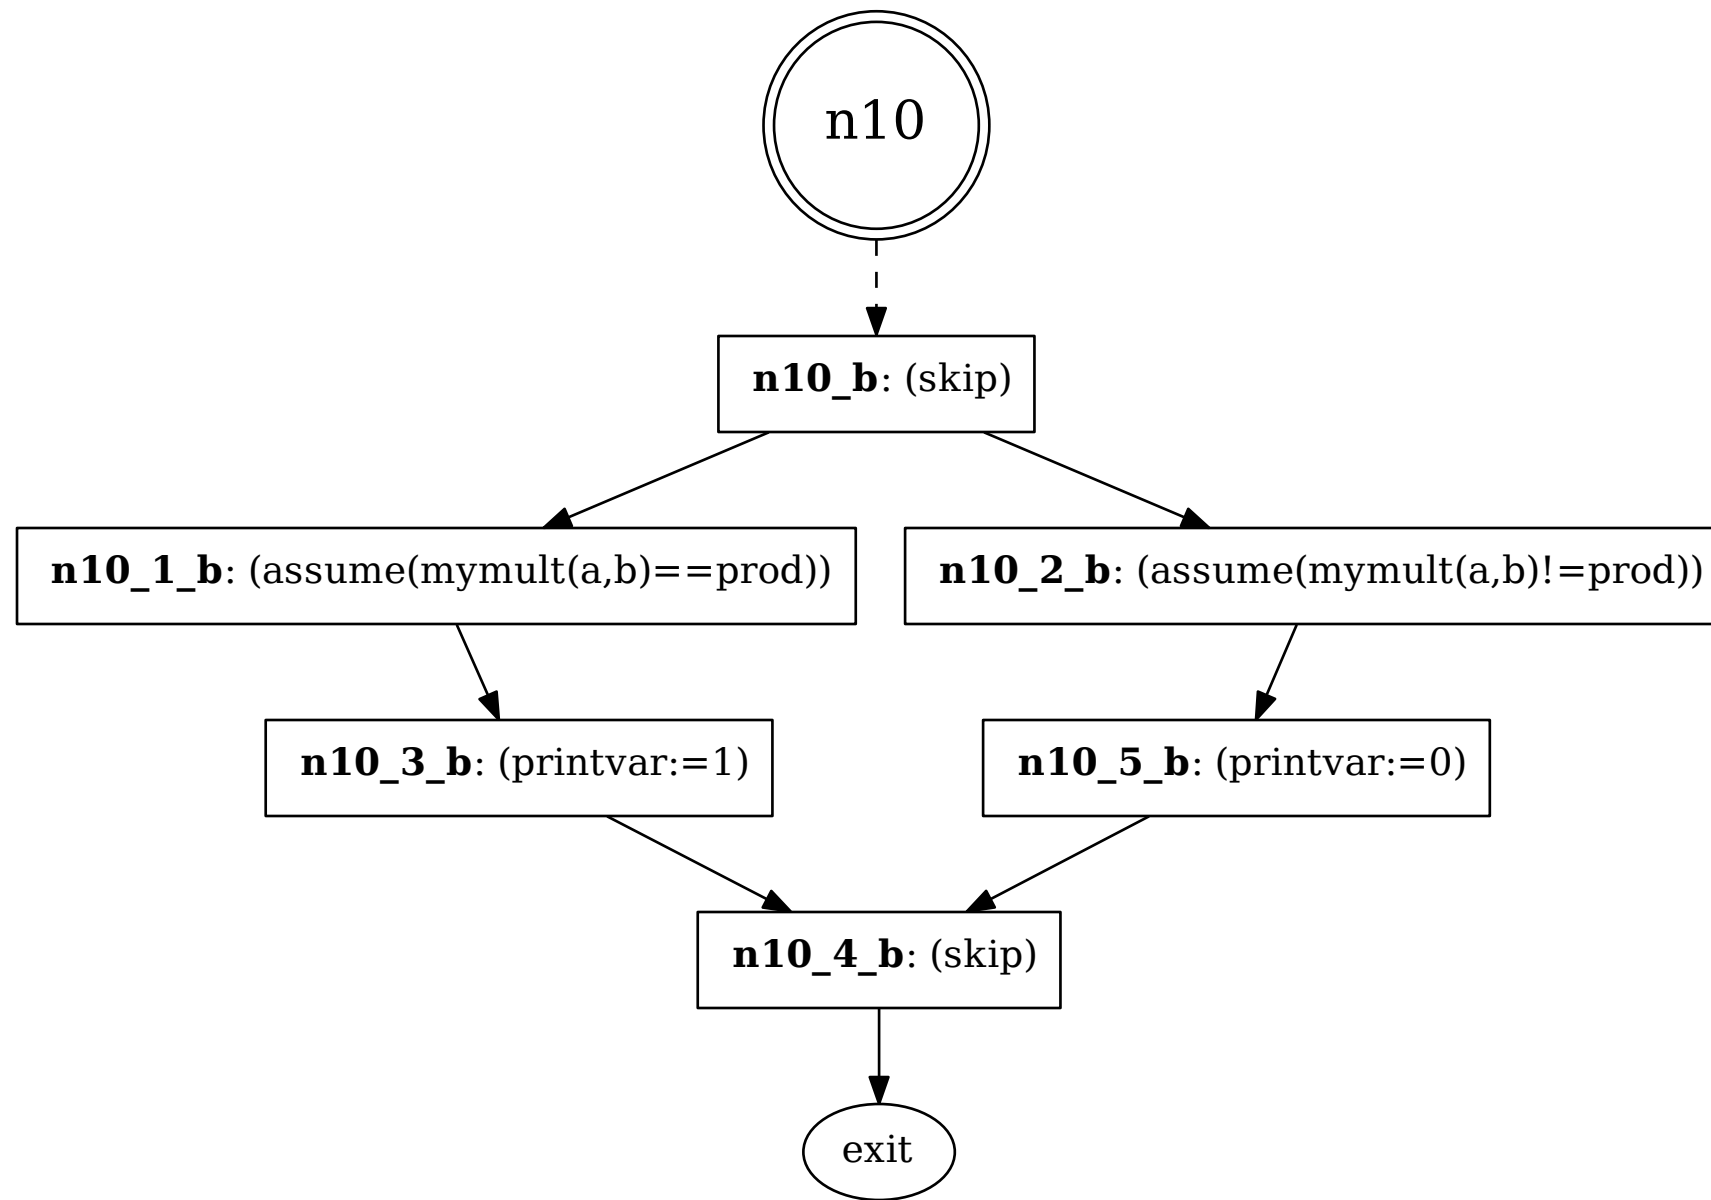 n10
n10_b: (skip)
n10_1_b: (assume(mymult(a,b)==prod))
n10_2_b: (assume(mymult(a,b)!=prod))
n10_3_b: (printvar:=1)
n10_5_b: (printvar:=0)
n10_4_b: (skip)
exit